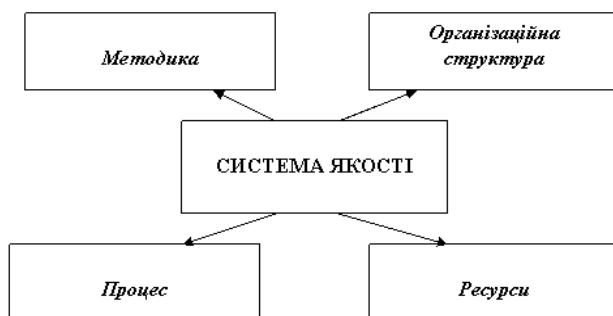 Методика
Організаційна
структура
СИСТЕМА ЯКОСТІ
Процес
Ресурси